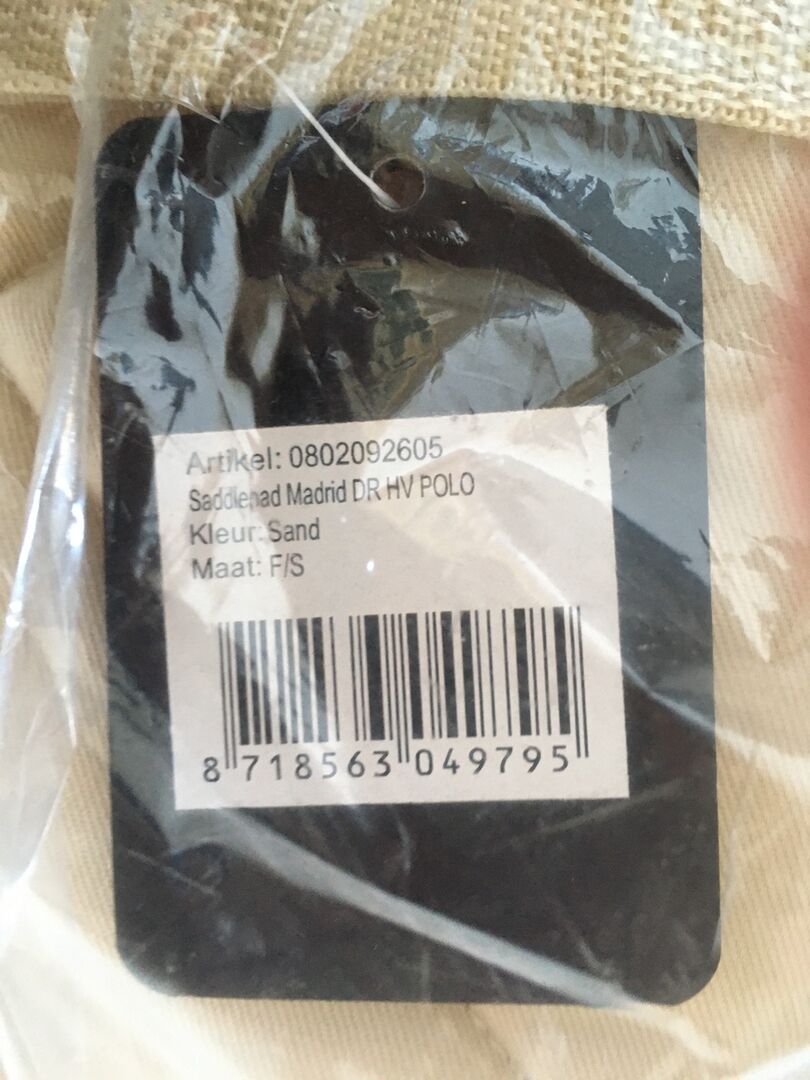 Artikel: 0802092605
Saddlepad Madrid DR HV POLO
Kleur: Sand
Maat: F/S
8 718563 049795